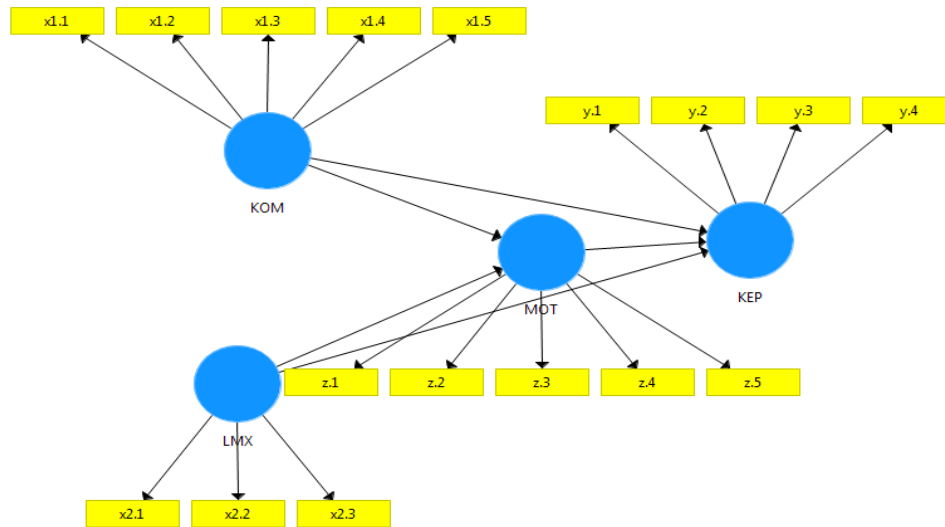 x1.1 x1.2 x1.3 x1.4 x1.5
y.1 y.2 y.3 y.4
KOM
KEP
MOT
z.1 z.2 z.3 z.4 z.5
LMX
x2.1 x2.2 x2.3